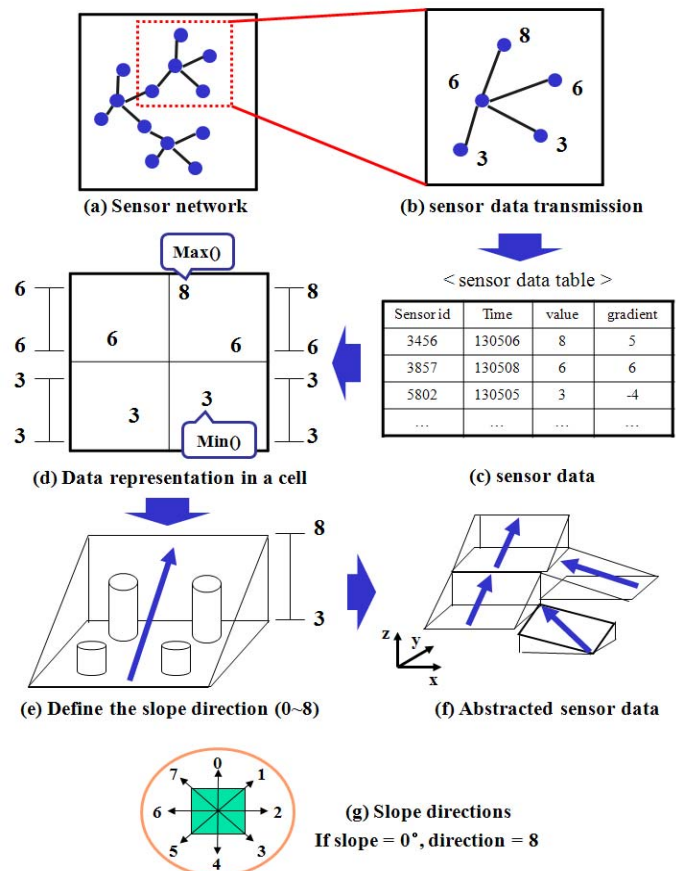 8
6
6
3
3
(a) Sensor network
(b) sensor data transmission
Max()
6
8
8
6
6
6
6
3
3
3
3
3
3
Min()
(d) Data representation in a cell
< sensor data table >
Sensor id Time value gradient
3456 130506 8 5
3857 130508 6 6
5802 130505 3 -4
... ... ... ...
(c) sensor data
8
3
(e) Define the slope direction (0~8)
z
y
x
(f) Abstracted sensor data
0
7
1
6
2
5
3
4
(g) Slope directions
If slope = 0°, direction = 8